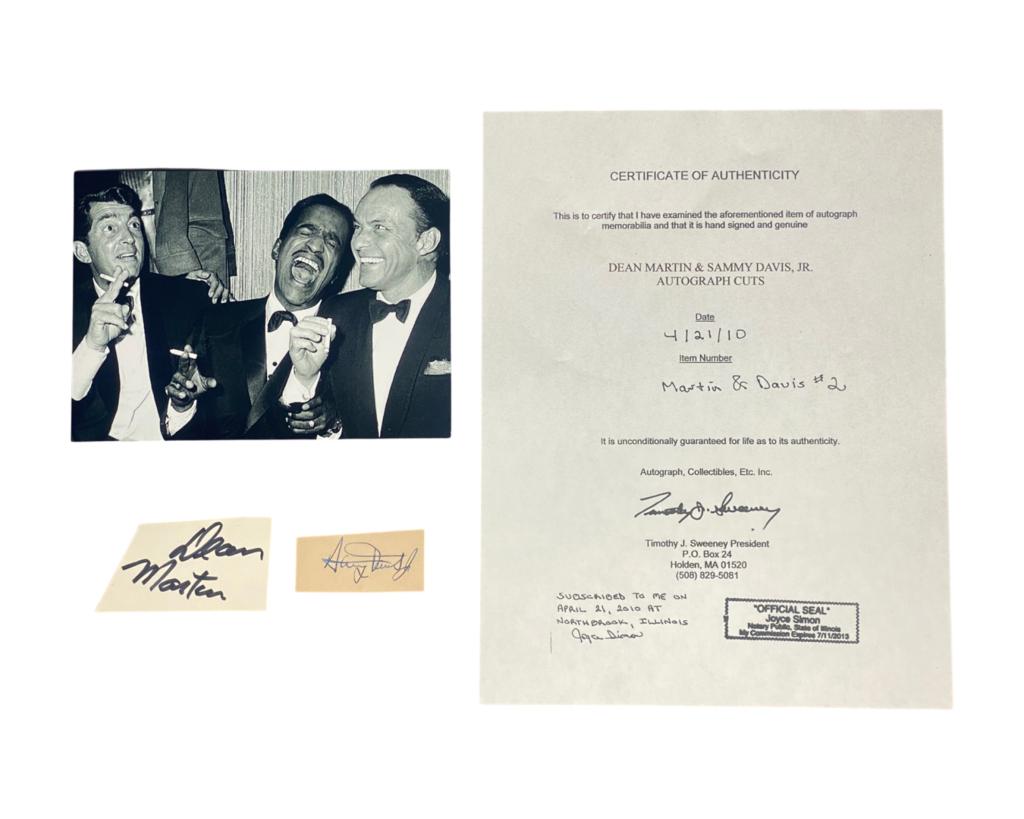 Dean
Martin
CERTIFICATE OF AUTHENTICITY
This is to certify that I have examined the aforementioned item of autograph
memorabilia and that it is hand signed and genuine
DEAN MARTIN & SAMMY DAVIS, JR.
AUTOGRAPH CUTS
Date
4/21/10
Item Number
Martin & Davis #2
It is unconditionally guaranteed for life as to its authenticity.
Autograph, Collectibles, Etc. Inc.
Timothy J. Sweeney
Timothy J. Sweeney President
P.O. Box 24
Holden, MA 01520
(508) 829-5081
SUBSCRIBED TO ME ON
APRIL 21, 2010 AT
NORTHBROOK, ILLINOIS
Joyce Simon
"OFFICIAL SEAL"
Joyce Simon
Notary Public, State of Illinois
My Commission Expires 7/11/2013